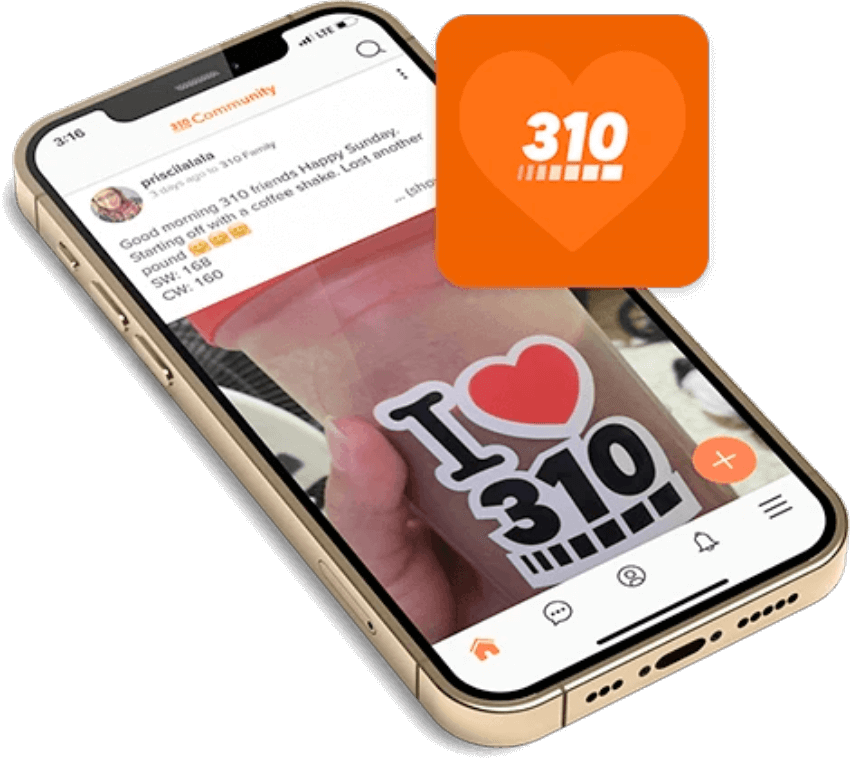 310
3:16
LTE
310 Community
priscilalala
3 days ago to 310 Family
Good morning 310 friends Happy Sunday.
Starting off with a coffee shake. Lost another
pound 😊😊😊
... (sho
SW: 168
CW: 160
I ❤
310